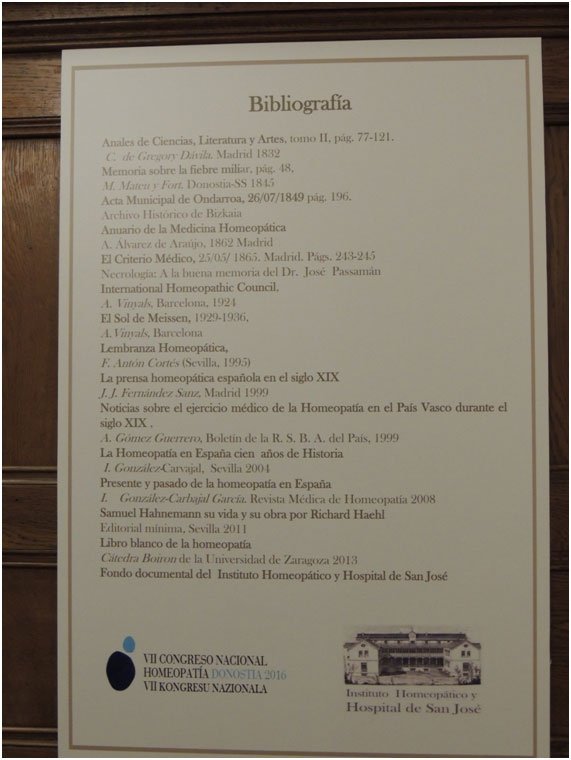 Bibliografía
Anales de Ciencias, Literatura y Artes, tomo II, pág. 77-121.
C. de Gregory Dávila. Madrid 1832
Memoria sobre la fiebre miliar, pág. 48,
M. Mateu y Fort, Donostia-SS 1845
Acta Municipal de Ondarroa, 26/07/1849 pág. 196.
Archivo Histórico de Bizkaia
Anuario de la Medicina Homeopática
A. Álvarez de Araújo, 1862 Madrid
El Criterio Médico, 25/05/ 1865. Madrid. Págs. 243-245
Necrología: A la buena memoria del Dr. José Passamán
International Homeopathic Council.
A. Vinyals, Barcelona, 1924
El Sol de Meissen, 1929-1936,
A.Vinyals, Barcelona
Lembranza Homeopática,
F. Antón Cortés (Sevilla, 1995)
La prensa homeopática española en el siglo XIX
J. J. Fernández Sanz, Madrid 1999
Noticias sobre el ejercicio médico de la Homeopatía en el País Vasco durante el
siglo XIX .
A. Gómez Guerrero, Boletín de la R. S. B. A. del País, 1999
La Homeopatía en España cien años de Historia
I. González-Carvajal, Sevilla 2004
Presente y pasado de la homeopatía en España
I. González-Carbajal García. Revista Médica de Homeopatía 2008
Samuel Hahnemann su vida y su obra por Richard Haehl
Editorial mínima, Sevilla 2011
Libro blanco de la homeopatía
Cátedra Boiron de la Universidad de Zaragoza 2013
Fondo documental del Instituto Homeopático y Hospital de San José
VII CONGRESO NACIONAL
HOMEOPATÍA DONOSTIA 2016
VII KONGRESU NAZIONALA
Instituto Homeopático y
Hospital de San José